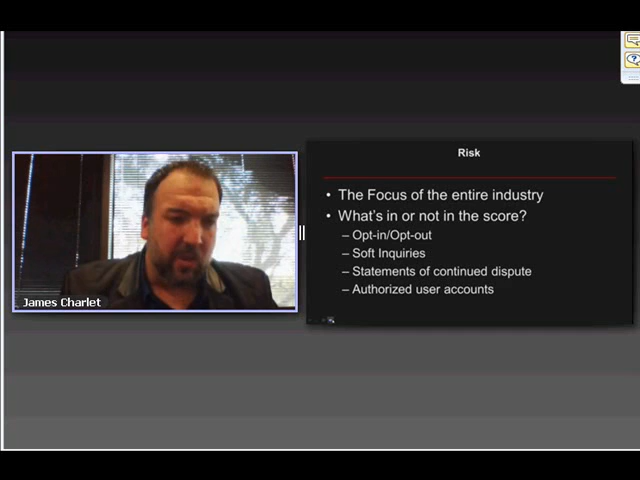 Risk
• The Focus of the entire industry
• What's in or not in the score?
– Opt-in/Opt-out
– Soft Inquiries
– Statements of continued dispute
– Authorized user accounts
James Charlet